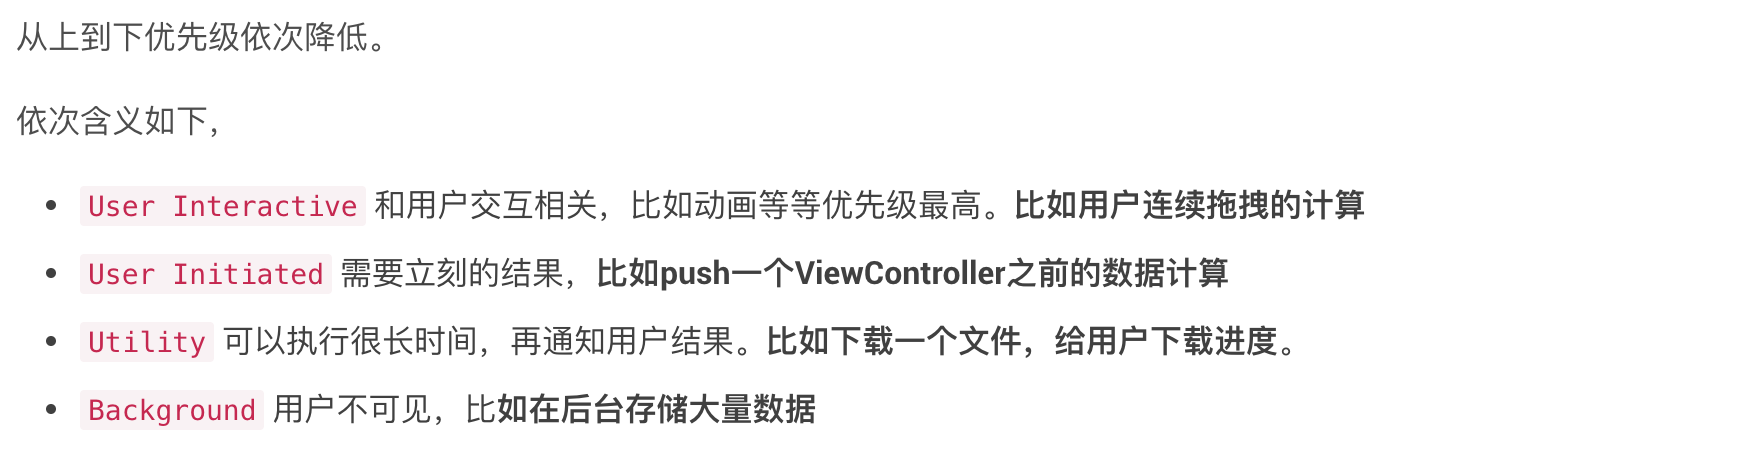 从上到下优先级依次降低。
依次含义如下，
• User Interactive 和用户交互相关，比如动画等等优先级最高。比如用户连续拖拽的计算
• User Initiated 需要立刻的结果，比如push一个ViewController之前的数据计算
• Utility 可以执行很长时间，再通知用户结果。比如下载一个文件，给用户下载进度。
• Background 用户不可见，比如在后台存储大量数据